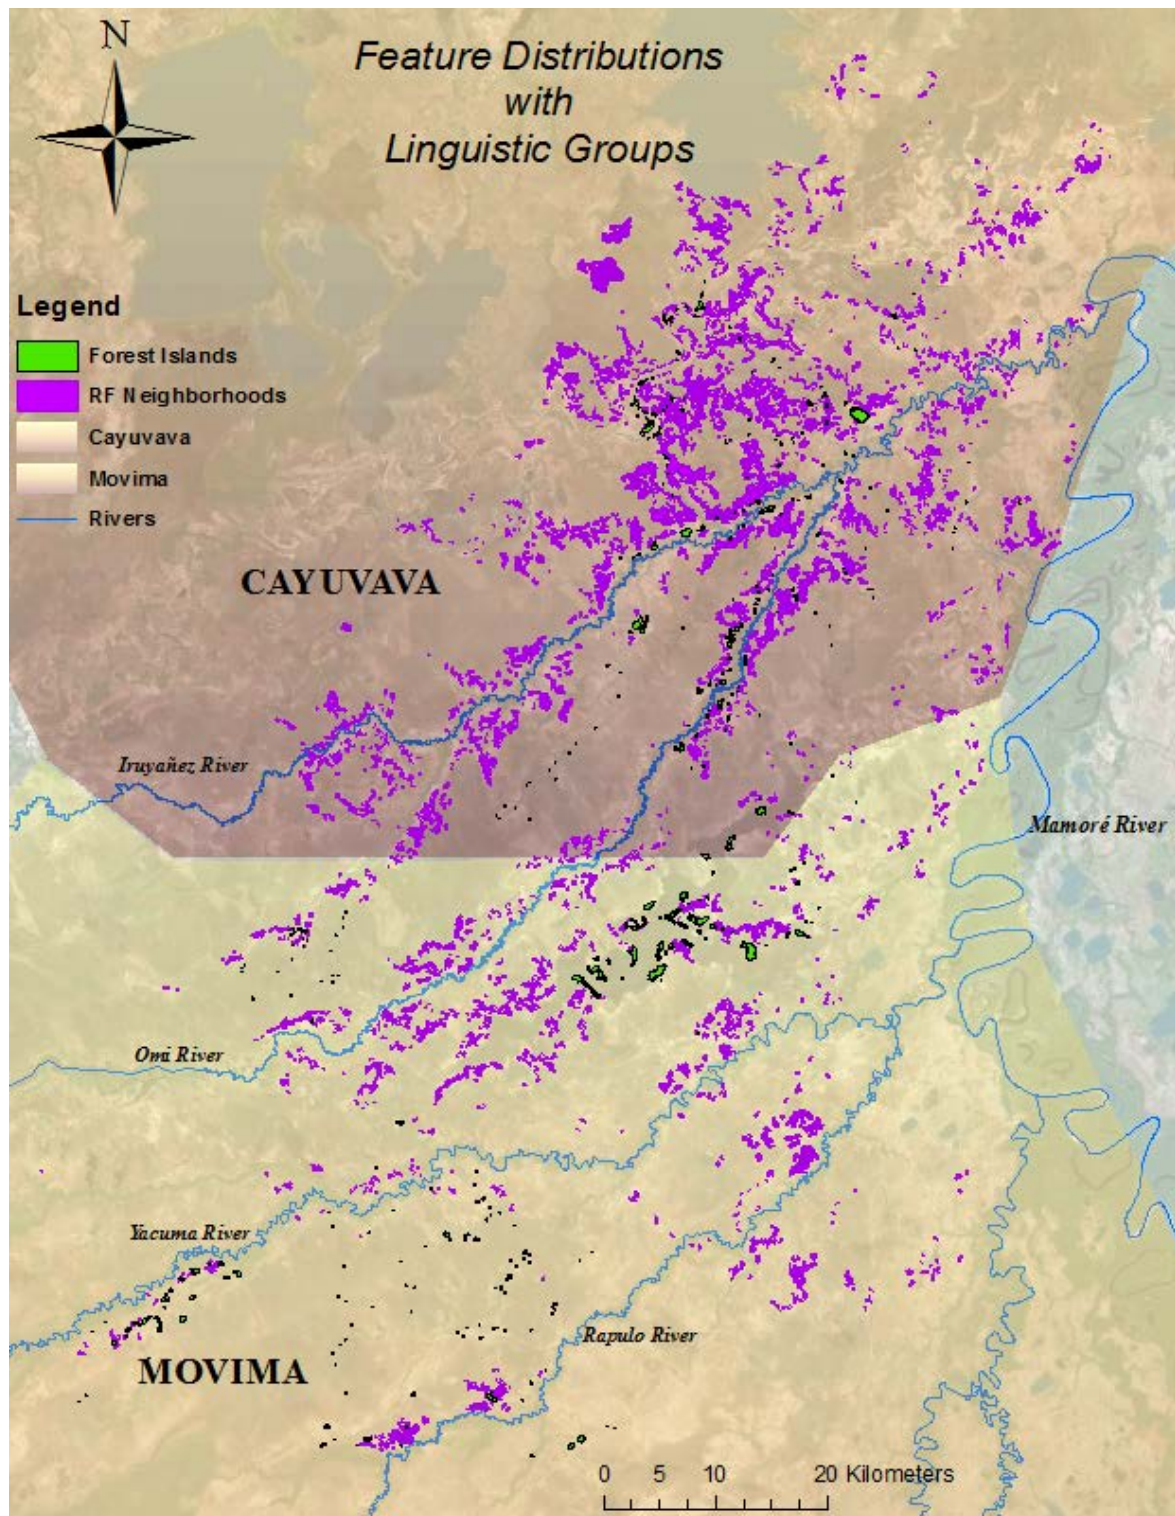 N
Feature Distributions
with
Linguistic Groups
Legend
Forest Islands
RF Neighborhoods
Cayuvava
Movima
Rivers
CAYUVAVA
Iruyañez River
Mamoré River
Omi River
Yacuma River
Rapulo River
MOVIMA
0 5 10 20 Kilometers